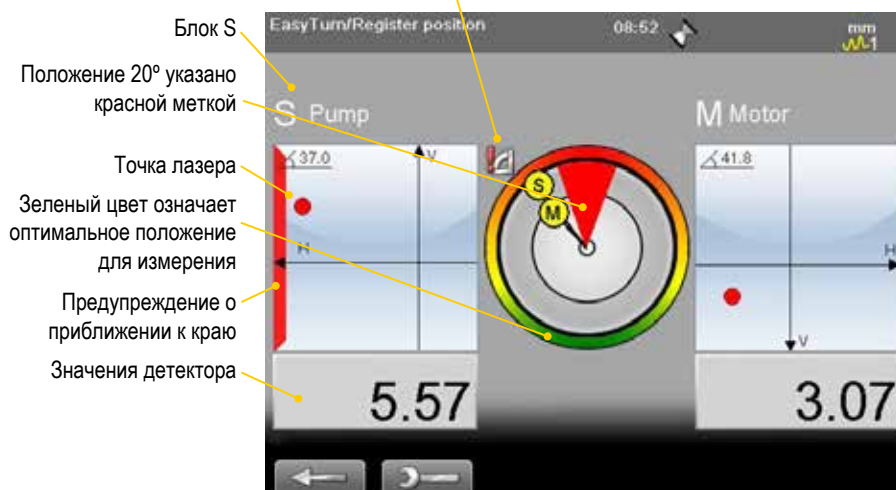 Блок S
Положение 20º указано
красной меткой
Точка лазера
Зеленый цвет означает
оптимальное положение
для измерения
Предупреждение о
приближении к краю
Значения детектора
EasyTurn/Register position
08:52
mm
1
S Pump
M Motor
37.0
V
H
S
M
41.8
H
V
5.57
3.07